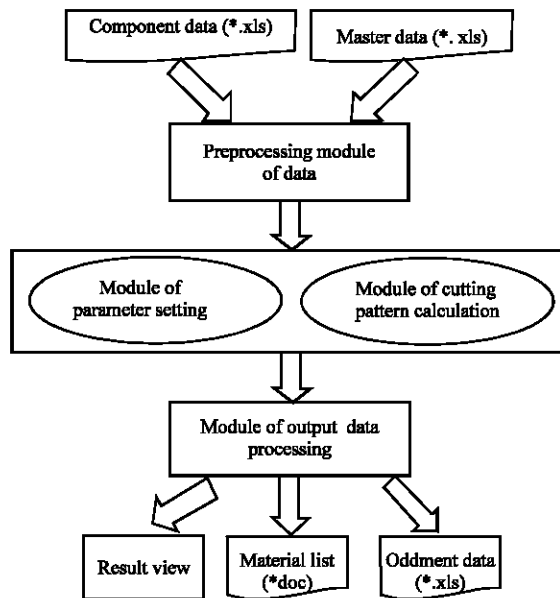 Component data (*.xls)
Master data (*. xls)
Preprocessing module
of data
Module of
parameter setting
Module of cutting
pattern calculation
Module of output data
processing
Result view
Material list
(*doc)
Oddment data
(*.xls)